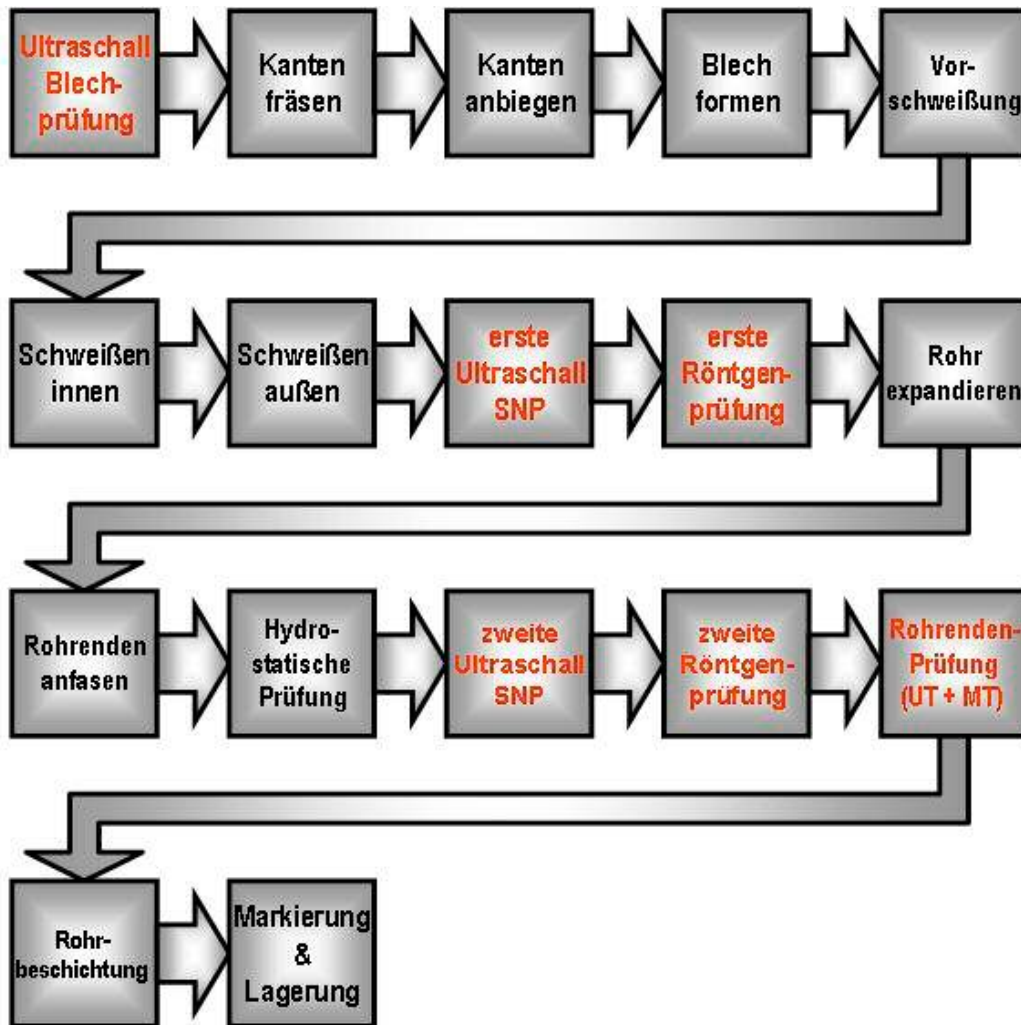 Ultraschall
Blech-
prüfung
Kanten
fräsen
Kanten
anbiegen
Blech
formen
Vor-
schweißung
Schweißen
innen
Schweißen
außen
erste
Ultraschall
SNP
erste
Röntgen-
prüfung
Rohr
expandieren
Rohrenden
anfasen
Hydro-
statische
Prüfung
zweite
Ultraschall
SNP
zweite
Röntgen-
prüfung
Rohrenden-
Prüfung
(UT + MT)
Rohr-
beschichtung
Markierung
&
Lagerung